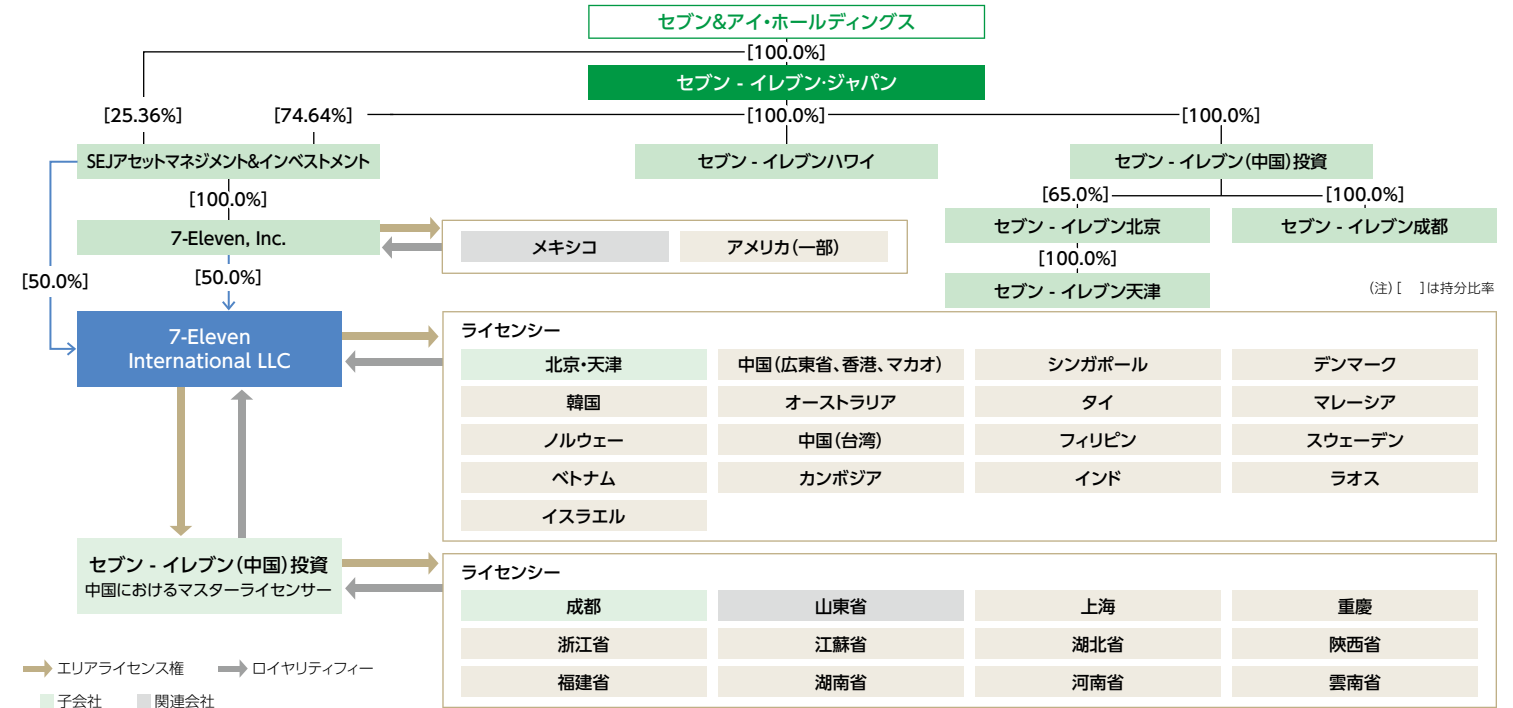 セブン&アイ・ホールディングス
[100.0%]
セブン - イレブン・ジャパン
[25.36%]
[74.64%]
[100.0%]
[100.0%]
SEJアセットマネジメント&インベストメント
セブン - イレブンハワイ
セブン - イレブン(中国)投資
[100.0%]
[65.0%]
[100.0%]
7-Eleven, Inc.
メキシコ
アメリカ(一部)
セブン - イレブン北京
セブン - イレブン成都
[100.0%]
[50.0%]
[50.0%]
セブン - イレブン天津
(注)[ ]は持分比率
7-Eleven
International LLC
ライセンシー
北京・天津
中国(広東省、香港、マカオ)
シンガポール
デンマーク
韓国
オーストラリア
タイ
マレーシア
ノルウェー
中国(台湾)
フィリピン
スウェーデン
ベトナム
カンボジア
インド
ラオス
イスラエル
セブン - イレブン(中国)投資
中国におけるマスターライセンサー
ライセンシー
成都
山東省
上海
重慶
浙江省
江蘇省
湖北省
陝西省
福建省
湖南省
河南省
雲南省
エリアライセンス権
ロイヤリティフィー
子会社
関連会社